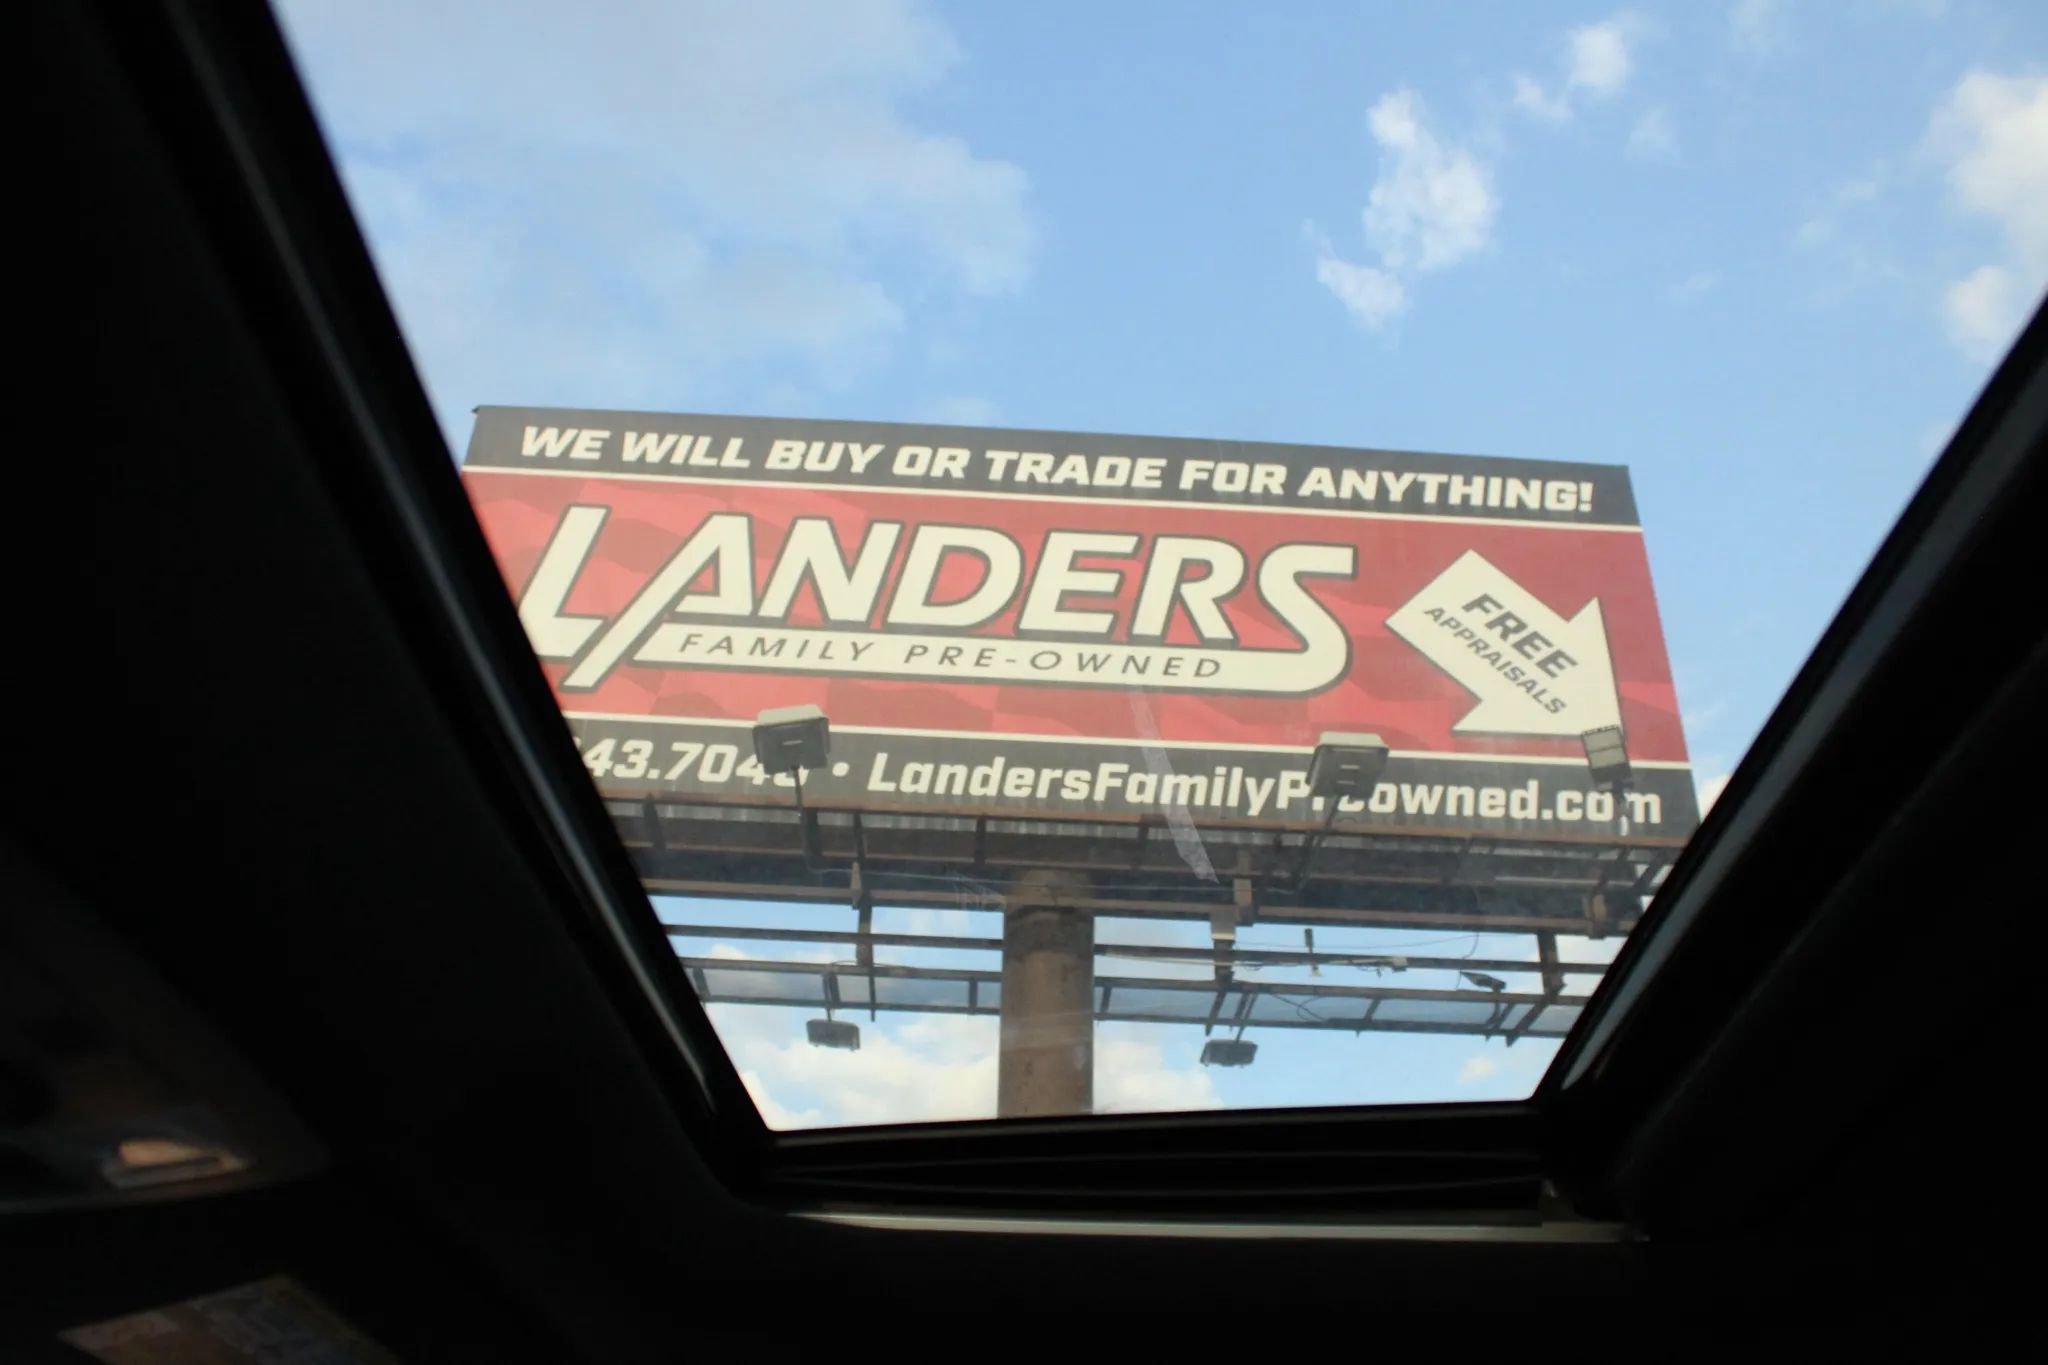 WE WILL BUY OR TRADE FOR ANYTHING!
LANDERS
FAMILY PRE-OWNED
FREE
APPRAISALS
• LandersFamilyPreowned.com